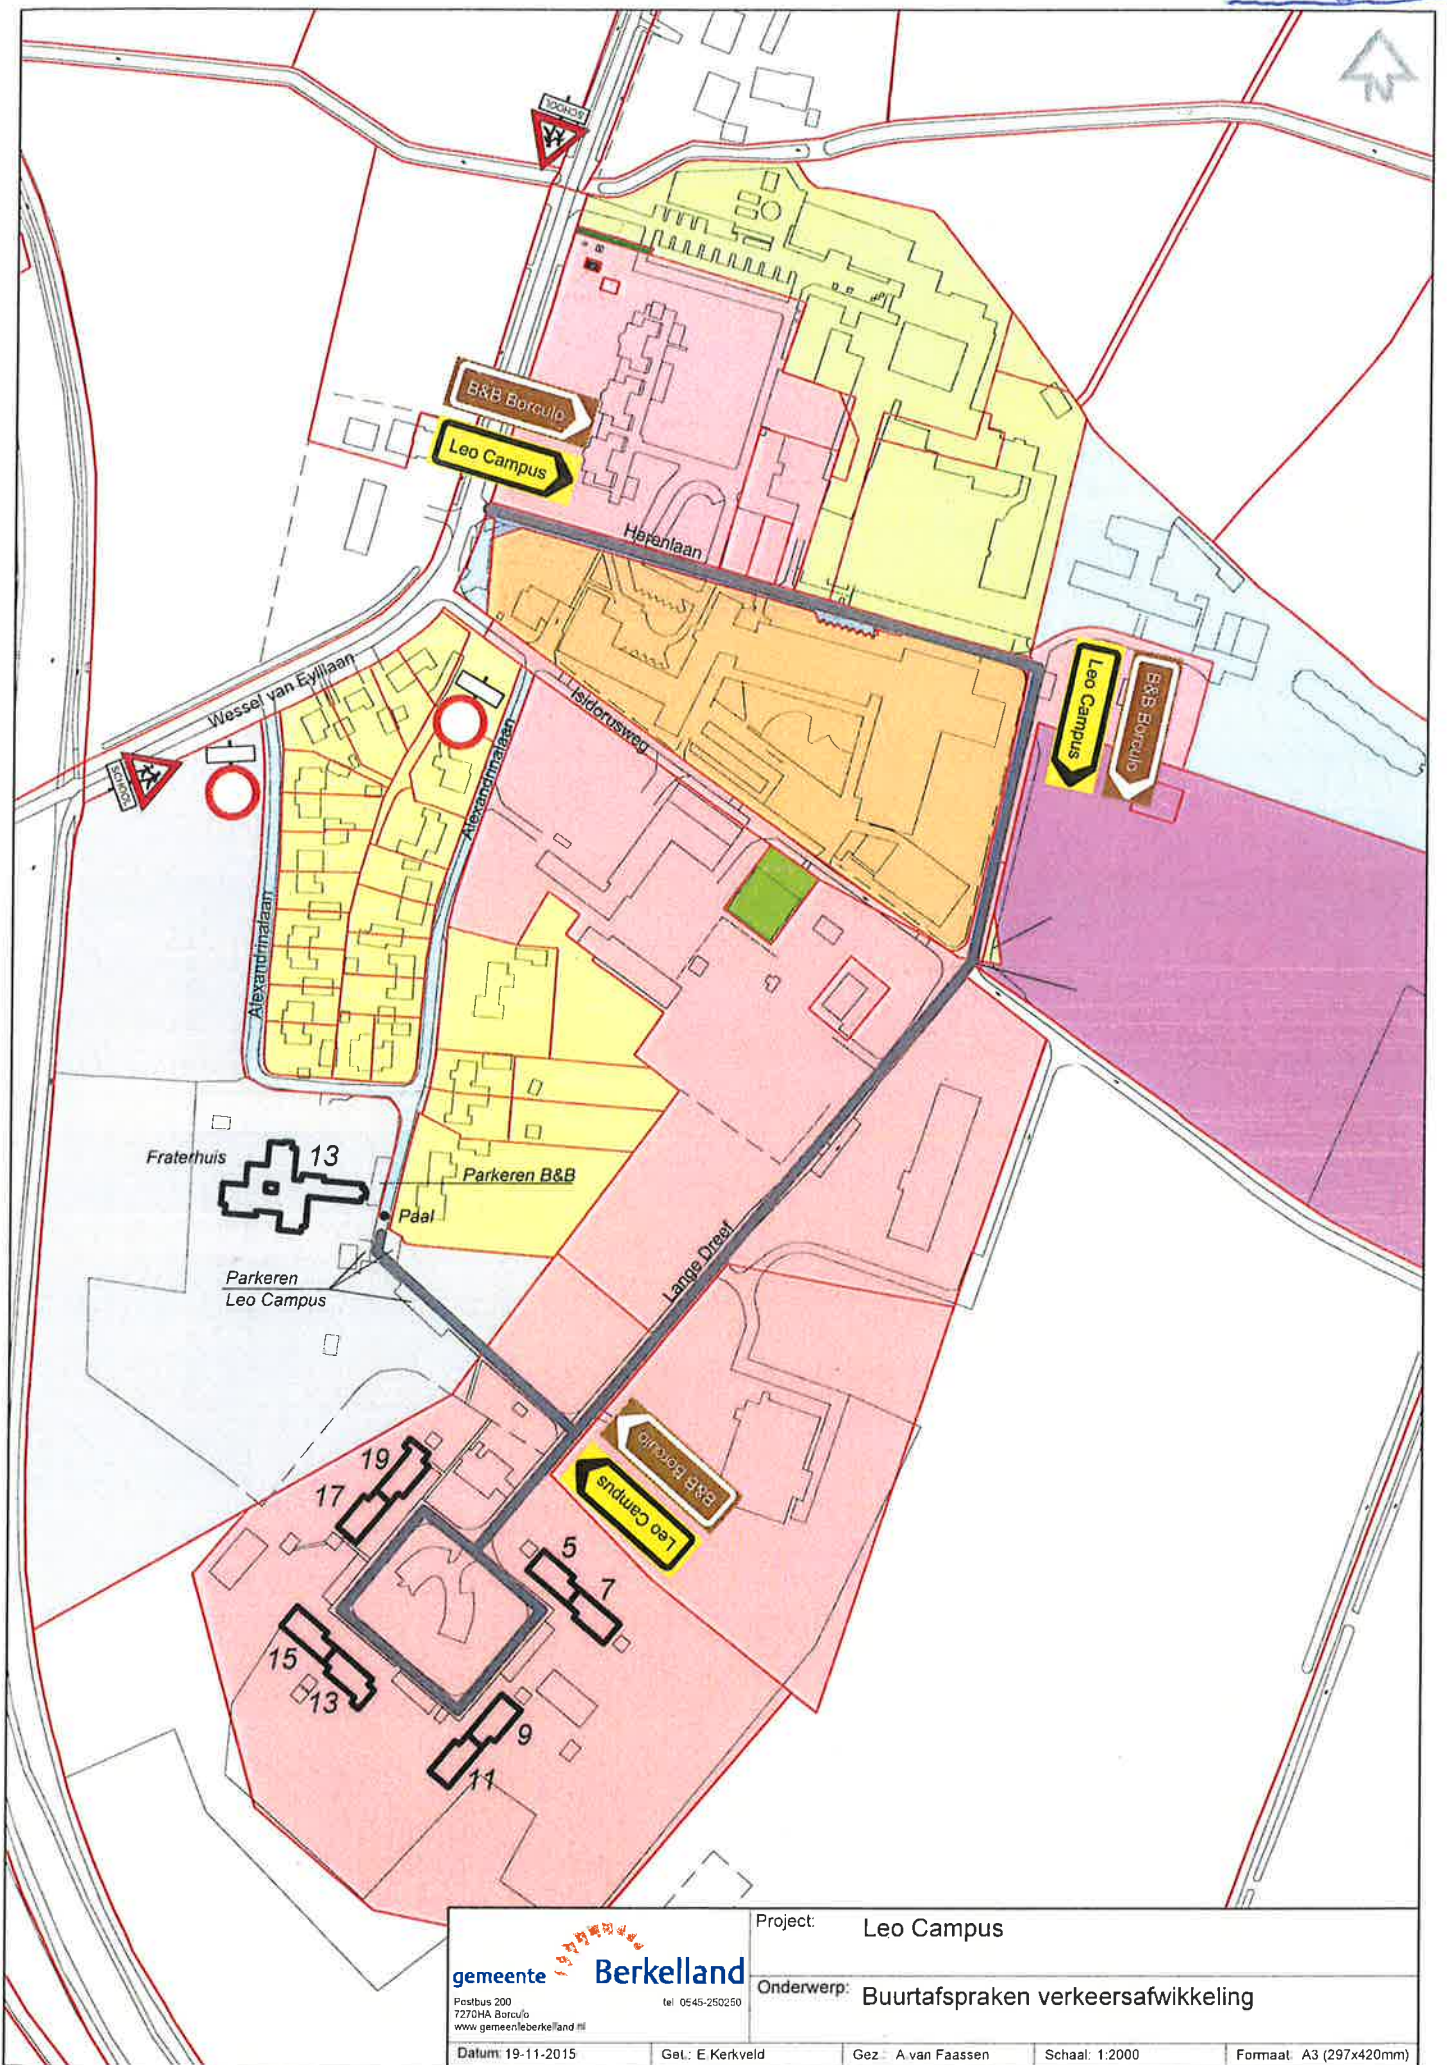 SCHOOL
N
B&B Borculo
Leo Campus
Herenlaan
Leo Campus
B&B Borculo
Wessel van Eyllaan
Isidorusweg
Alexandrinalaan
SCHOOL
Alexandrinalaan
Fraterhuis
13
Parkeren B&B
Paal
Parkeren
Leo Campus
Lange Dreef
B&B Borculo
Leo Campus
19
17
5
7
15
13
9
11
gemeente Berkelland
Postbus 200
tel 0545-250250
7270HA Borculo
www.gemeenteberkelland.nl
Project: Leo Campus
Onderwerp: Buurtafspraken verkeersafwikkeling
Datum: 19-11-2015
Get.: E.Kerkveld
Gez.: A.van Faassen
Schaal: 1:2000
Formaat: A3 (297x420mm)